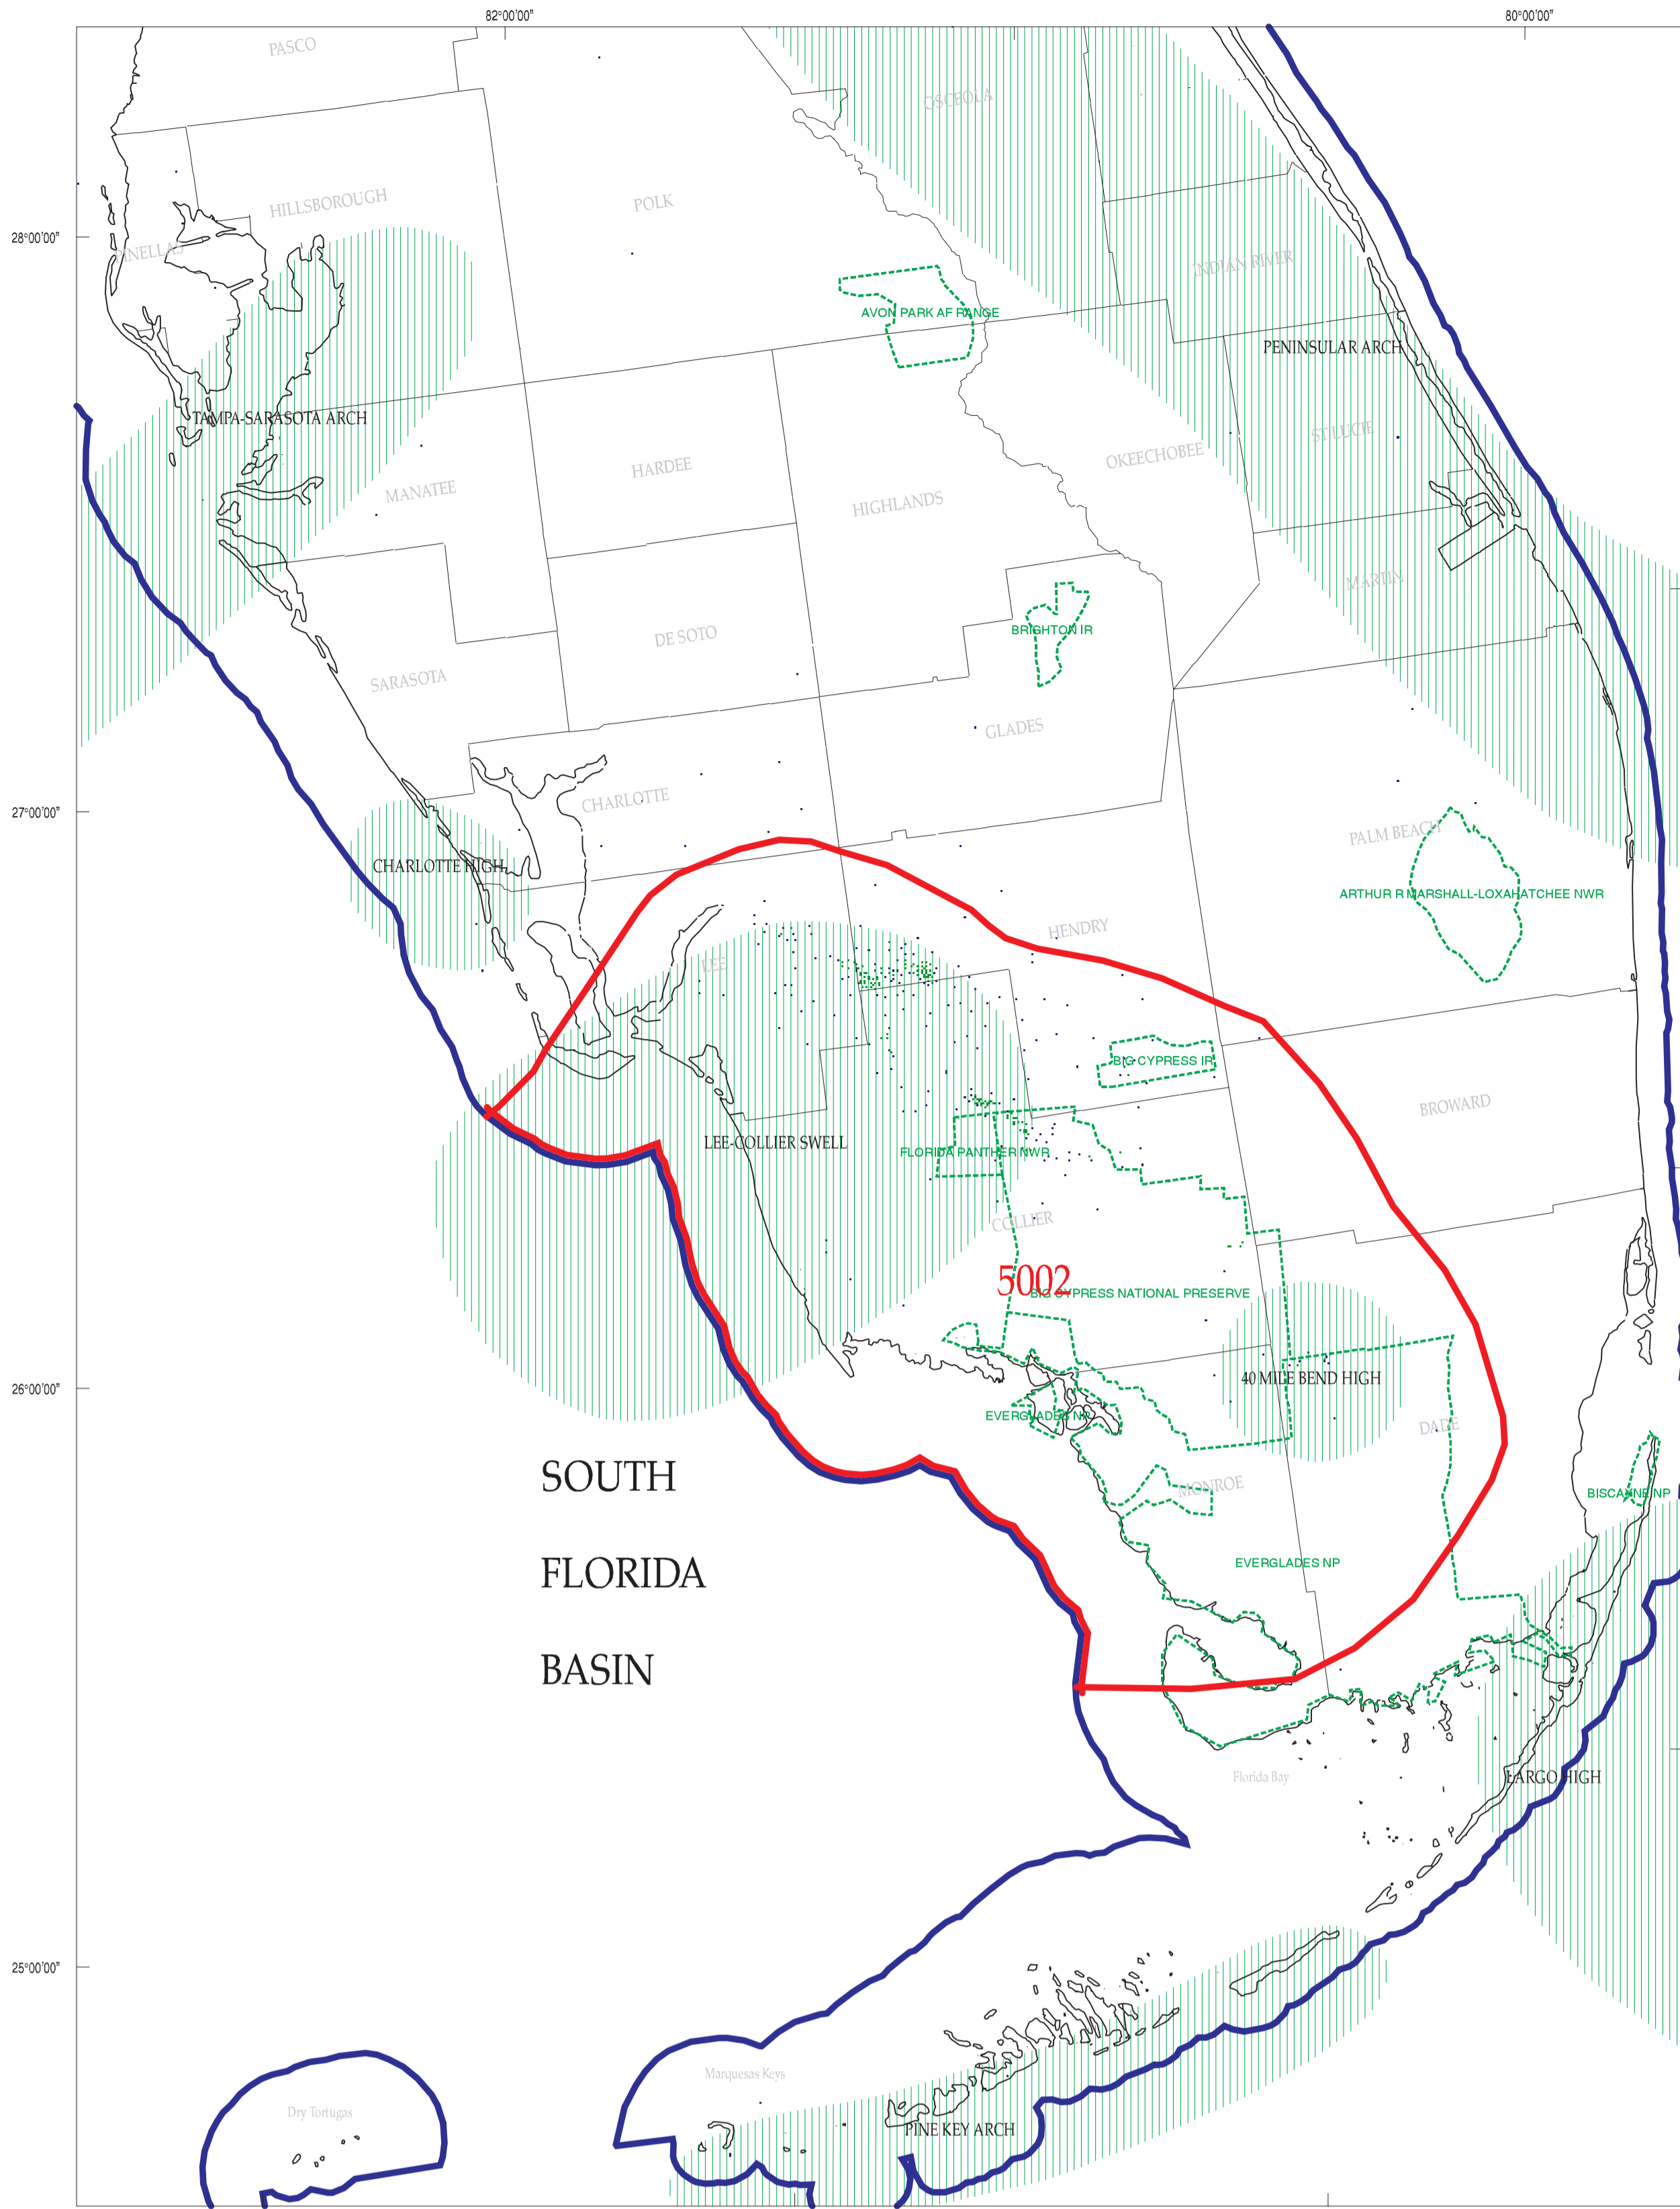 82°00'00"
80°00'00"
PASCO
OSCEOLA
HILLSBOROUGH
POLK
28°00'00"
PINELLAS
INDIAN RIVER
AVON PARK AF RANGE
PENINSULAR ARCH
TAMPA-SARASOTA ARCH
ST LUCIE
OKEECHOBEE
HARDEE
MANATEE
HIGHLANDS
MARTIN
BRIGHTON IR
DE SOTO
SARASOTA
GLADES
CHARLOTTE
27°00'00"
PALM BEACH
CHARLOTTE HIGH
ARTHUR R MARSHALL-LOXAHATCHEE NWR
HENDRY
LEE
BIG CYPRESS IR
BROWARD
LEE-COLLIER SWELL
FLORIDA PANTHER NWR
COLLIER
5002
BIG CYPRESS NATIONAL PRESERVE
40 MILE BEND HIGH
26°00'00"
EVERGLADES NP
DADE
SOUTH
MONROE
BISCAYNE NP
EVERGLADES NP
FLORIDA
BASIN
Florida Bay
LARGO HIGH
25°00'00"
Marquesas Keys
Dry Tortugas
PINE KEY ARCH